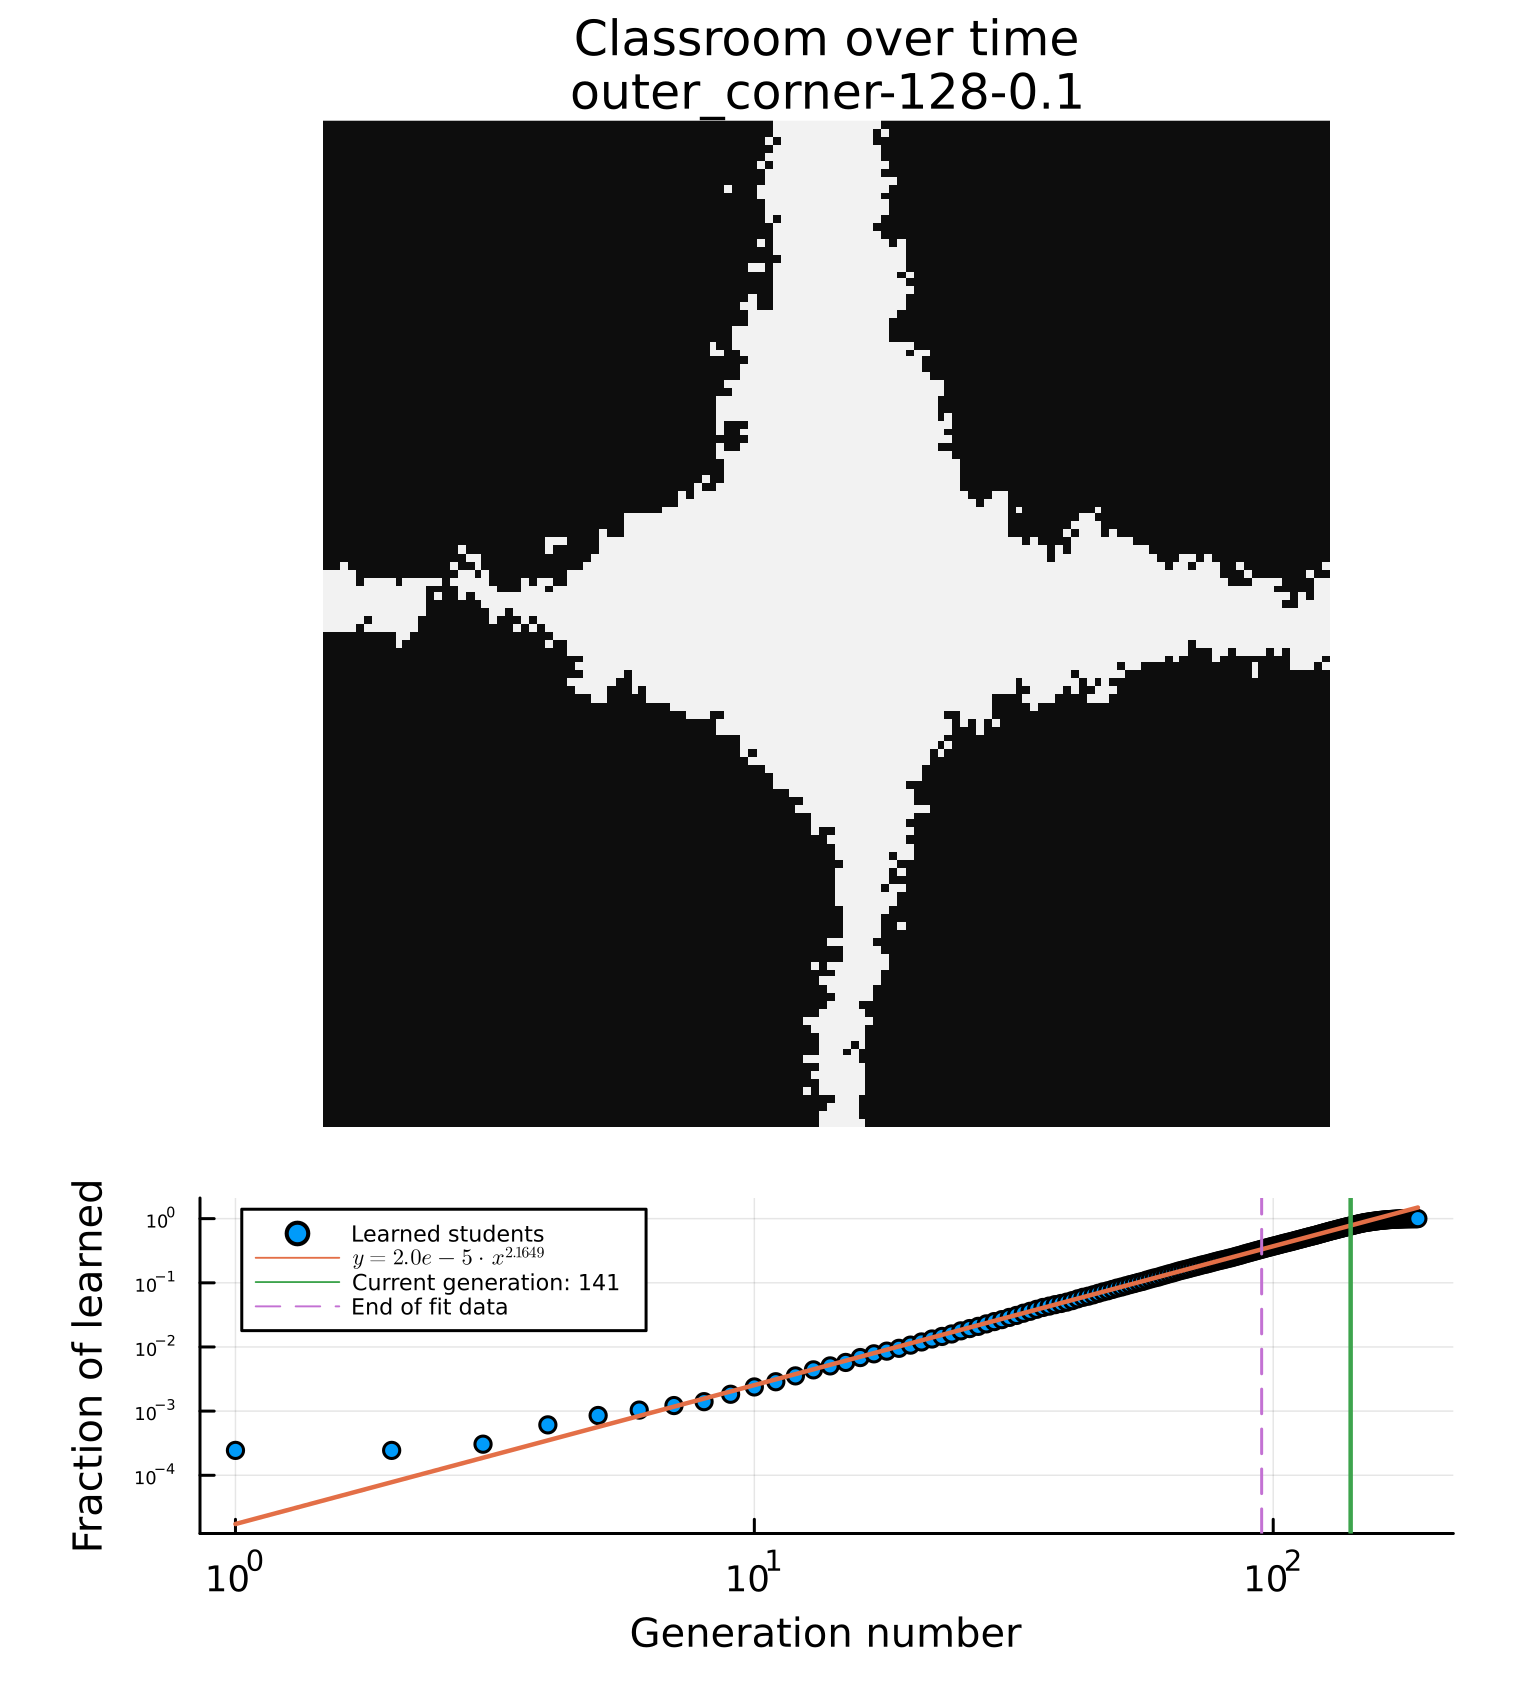 Classroom over time
outer_corner-128-0.1
Fraction of learned
10^0
10^-1
10^-2
10^-3
10^-4
Learned students
y = 2.0e − 5 · x^2.1649
Current generation: 141
End of fit data
10^0 10^1 10^2
Generation number